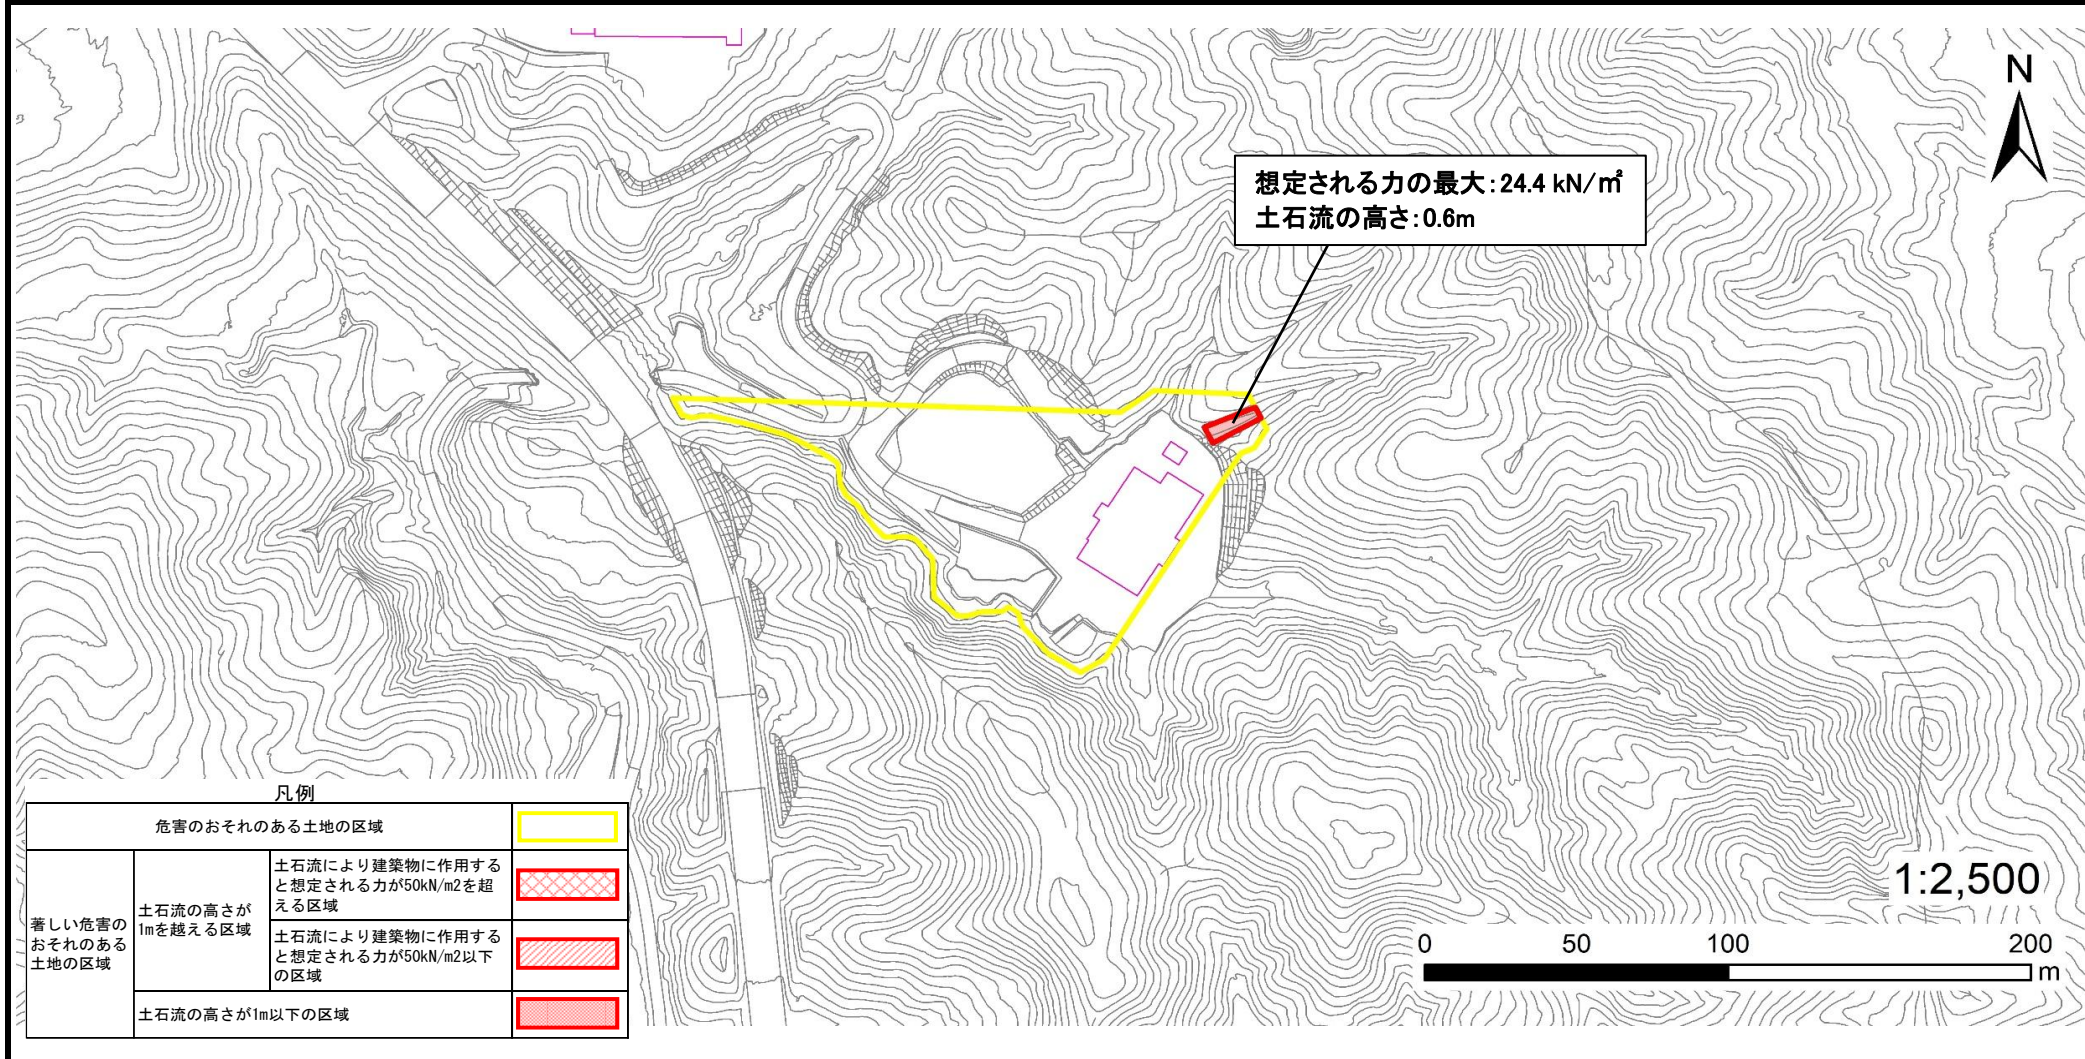 N
想定される力の最大:24.4 kN/㎡
土石流の高さ:0.6m
凡例
危害のおそれのある土地の区域
著しい危害の
おそれのある
土地の区域
土石流の高さが
1mを越える区域
土石流により建築物に作用する
と想定される力が50kN/m2を超
える区域
土石流により建築物に作用する
と想定される力が50kN/m2以下
の区域
土石流の高さが1m以下の区域
1:2,500
0 50 100 200
m